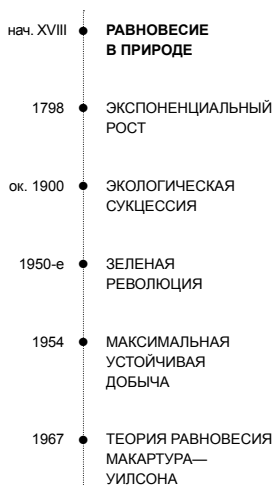 нач. XVIII РАВНОВЕСИЕ
В ПРИРОДЕ
1798 ЭКСПОНЕНЦИАЛЬНЫЙ
РОСТ
ок. 1900 ЭКОЛОГИЧЕСКАЯ
СУКЦЕССИЯ
1950-е ЗЕЛЕНАЯ
РЕВОЛЮЦИЯ
1954 МАКСИМАЛЬНАЯ
УСТОЙЧИВАЯ
ДОБЫЧА
1967 ТЕОРИЯ РАВНОВЕСИЯ
МАКАРТУРА—
УИЛСОНА